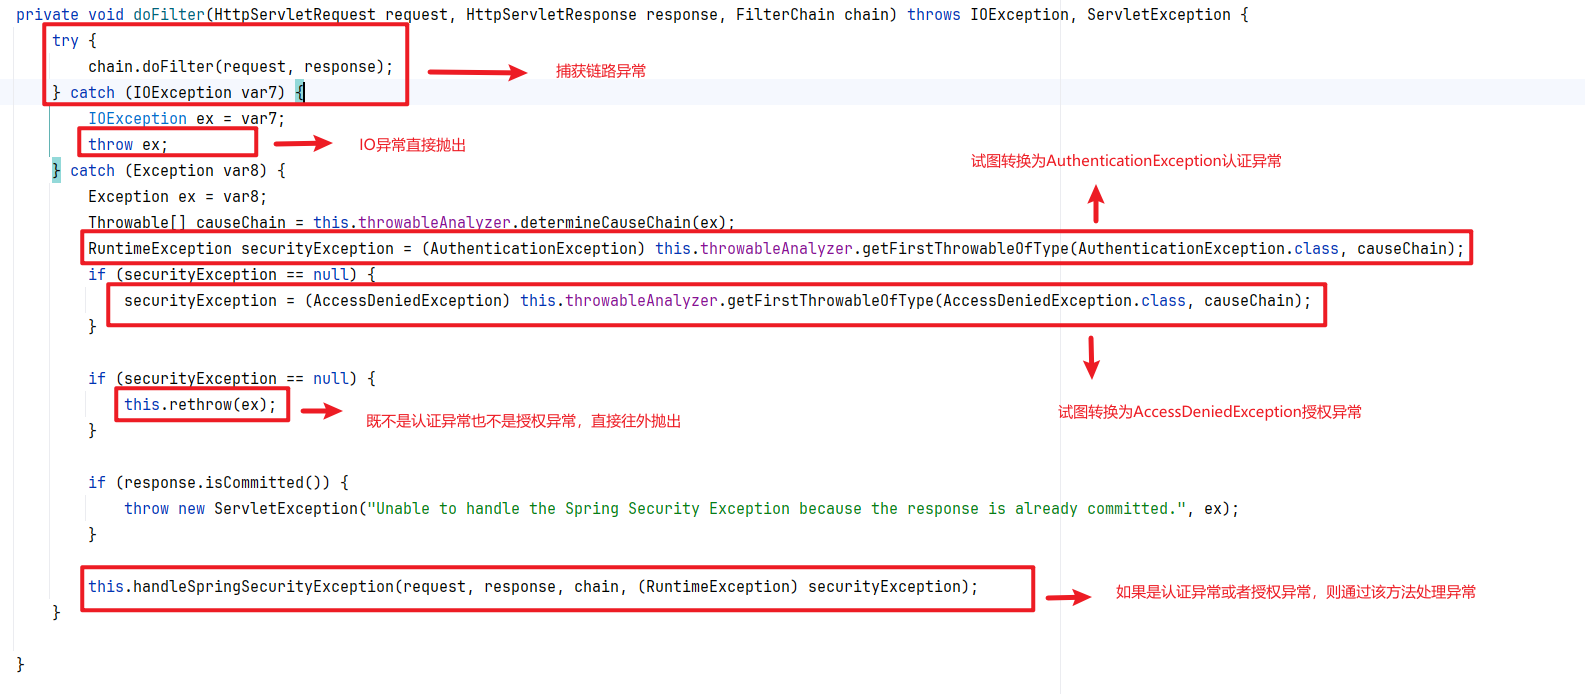 private void doFilter(HttpServletRequest request, HttpServletResponse response, FilterChain chain) throws IOException, ServletException {
try {
chain.doFilter(request, response);
捕获链路异常
} catch (IOException var7) {
IOException ex = var7;
throw ex;
IO异常直接抛出
} catch (Exception var8) {
试图转换为AuthenticationException认证异常
Exception ex = var8;
Throwable[] causeChain = this.throwableAnalyzer.determineCauseChain(ex);
RuntimeException securityException = (AuthenticationException) this.throwableAnalyzer.getFirstThrowableOfType(AuthenticationException.class, causeChain);
if (securityException == null) {
securityException = (AccessDeniedException) this.throwableAnalyzer.getFirstThrowableOfType(AccessDeniedException.class, causeChain);
}
if (securityException == null) {
this.rethrow(ex);
试图转换为AccessDeniedException授权异常
既不是认证异常也不是授权异常，直接往外抛出
}
if (response.isCommitted()) {
throw new ServletException("Unable to handle the Spring Security Exception because the response is already committed.", ex);
}
this.handleSpringSecurityException(request, response, chain, (RuntimeException) securityException);
如果是认证异常或者授权异常，则通过该方法处理异常
}
}